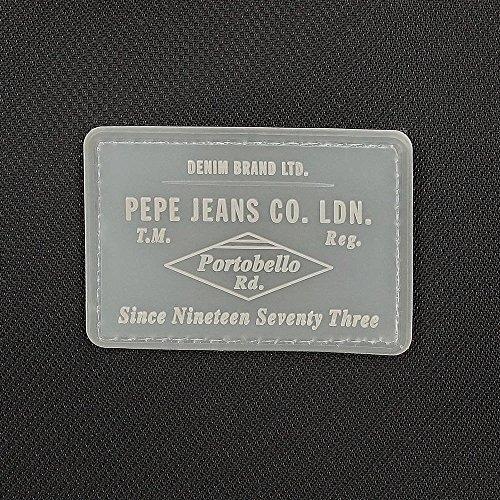 DENIM BRAND LTD.
PEPE JEANS CO. LDN.
T.M. Reg.
Portobello
Rd.
Since Nineteen Seventy Three